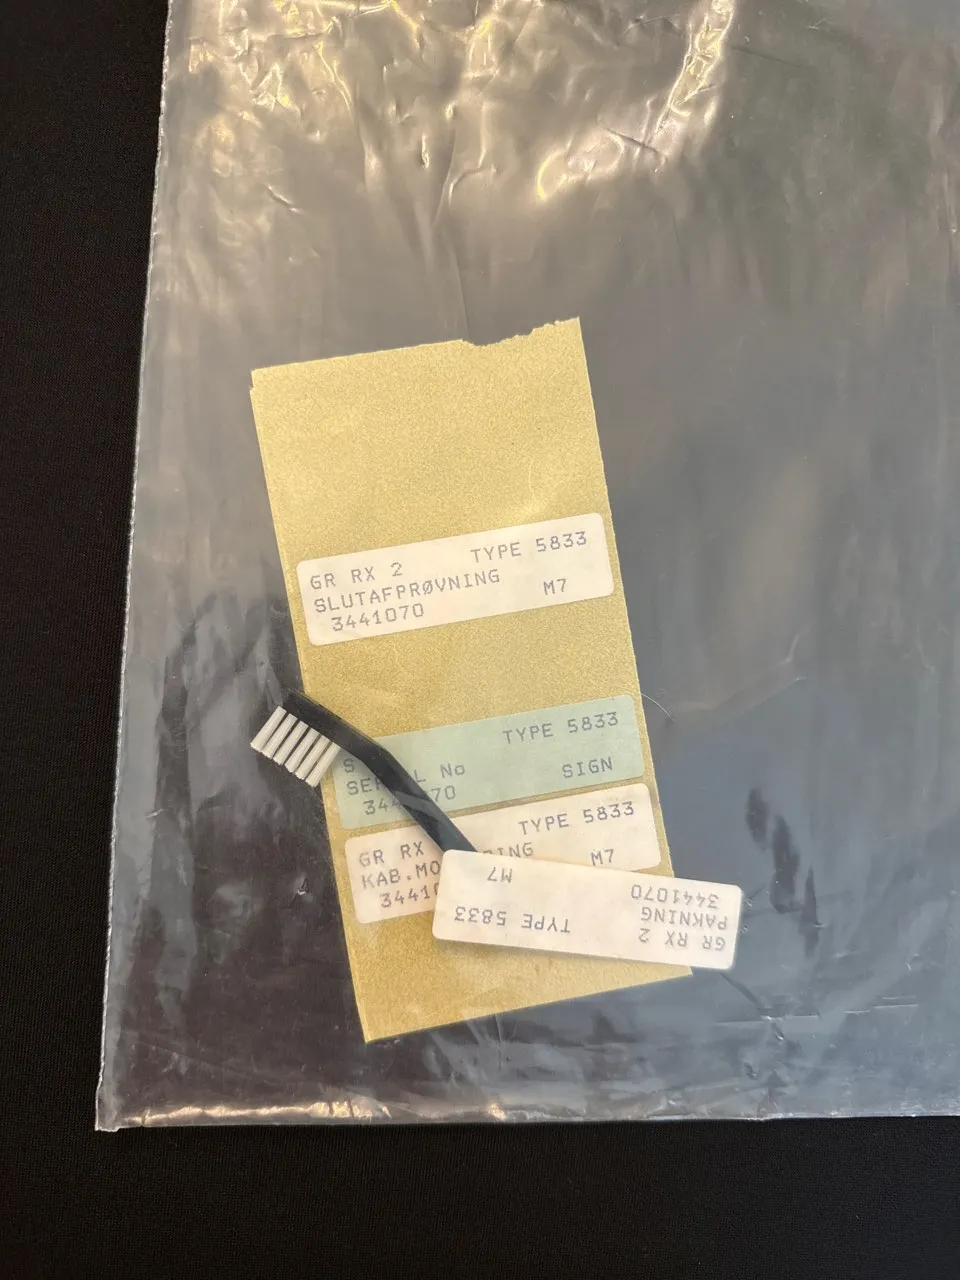 GR RX 2 TYPE 5833
SLUTAFPRØVNING M7
3441070
TYPE 5833
No SIGN
GR RX TYPE 5833
M7
GR RX 2 TYPE 5833
PAKNING
3441070 M7